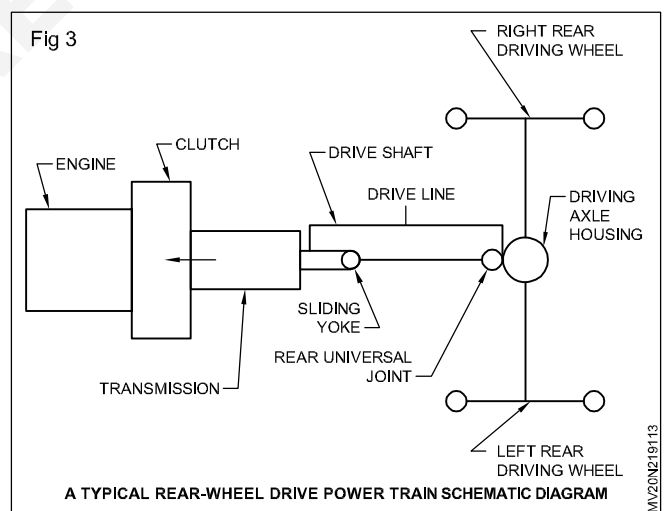 Fig 3
RIGHT REAR
DRIVING WHEEL
CLUTCH
ENGINE
DRIVE SHAFT
DRIVE LINE
DRIVING
AXLE
HOUSING
SLIDING
YOKE
REAR UNIVERSAL
JOINT
TRANSMISSION
LEFT REAR
DRIVING WHEEL
A TYPICAL REAR-WHEEL DRIVE POWER TRAIN SCHEMATIC DIAGRAM
MV20N219113